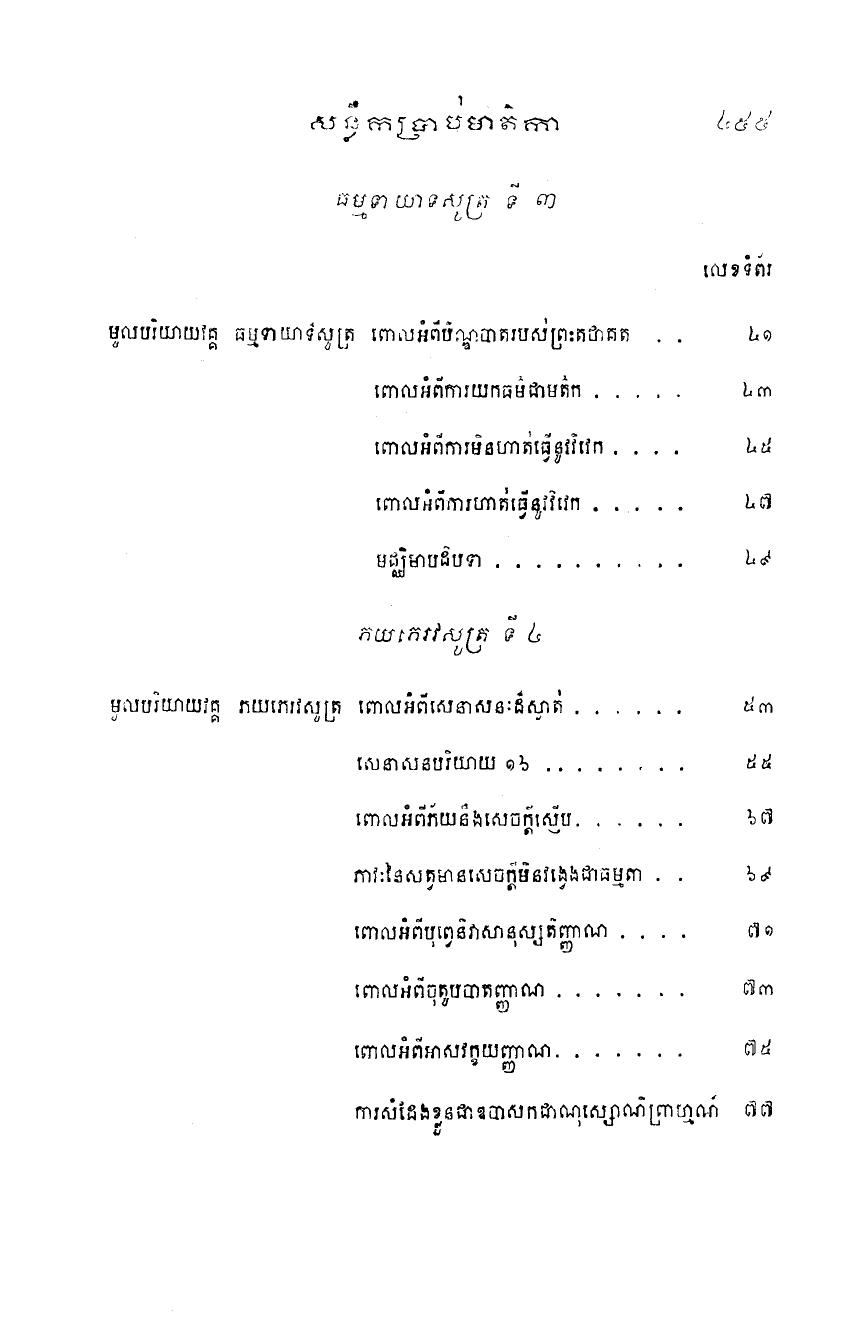 សន្លឹកប្រាប់មាតិកា ៤៥៥
ធម្មទាយាទសូត្រ ទី ៣
លេខទំព័រ
មូលបរិយាយវគ្គ ធម្មទាយាទសូត្រ ពោលអំពីបិណ្ឌបាតរបស់ព្រះតថាគត . . ៤១
ពោលអំពីការយកធម៌ជាមត៌ក . . . . . ៤៣
ពោលអំពីការមិនហាត់ធ្វើនូវវិវេក . . . . ៤៥
ពោលអំពីការហាត់ធ្វើនូវវិវេក . . . . . ៤៧
មជ្ឈិមាបដិបទា . . . . . . . . . . ៤៩
ភយភេរវសូត្រ ទី ៤
មូលបរិយាយវគ្គ ភយភេរវសូត្រ ពោលអំពីសេនាសនៈដ៏ស្ងាត់ . . . . . . ៥៣
សេនាសនបរិយាយ ១៦ . . . . . . . . ៥៥
ពោលអំពីភ័យនឹងសេចក្តីស្ញើប. . . . . . ៦៧
ភាវៈនៃសត្វមានសេចក្តីមិនវង្វេងជាធម្មតា . . ៦៩
ពោលអំពីបុព្វេនិវាសានុស្សតិញ្ញាណ . . . . ៧១
ពោលអំពីចុតូបបាតញ្ញាណ . . . . . . . ៧៣
ពោលអំពីអាសវក្ខយញ្ញាណ. . . . . . . ៧៥
ការសំដែងខ្លួនជាឧបាសកជាណុស្សោណិព្រាហ្មណ៍ ៧៧